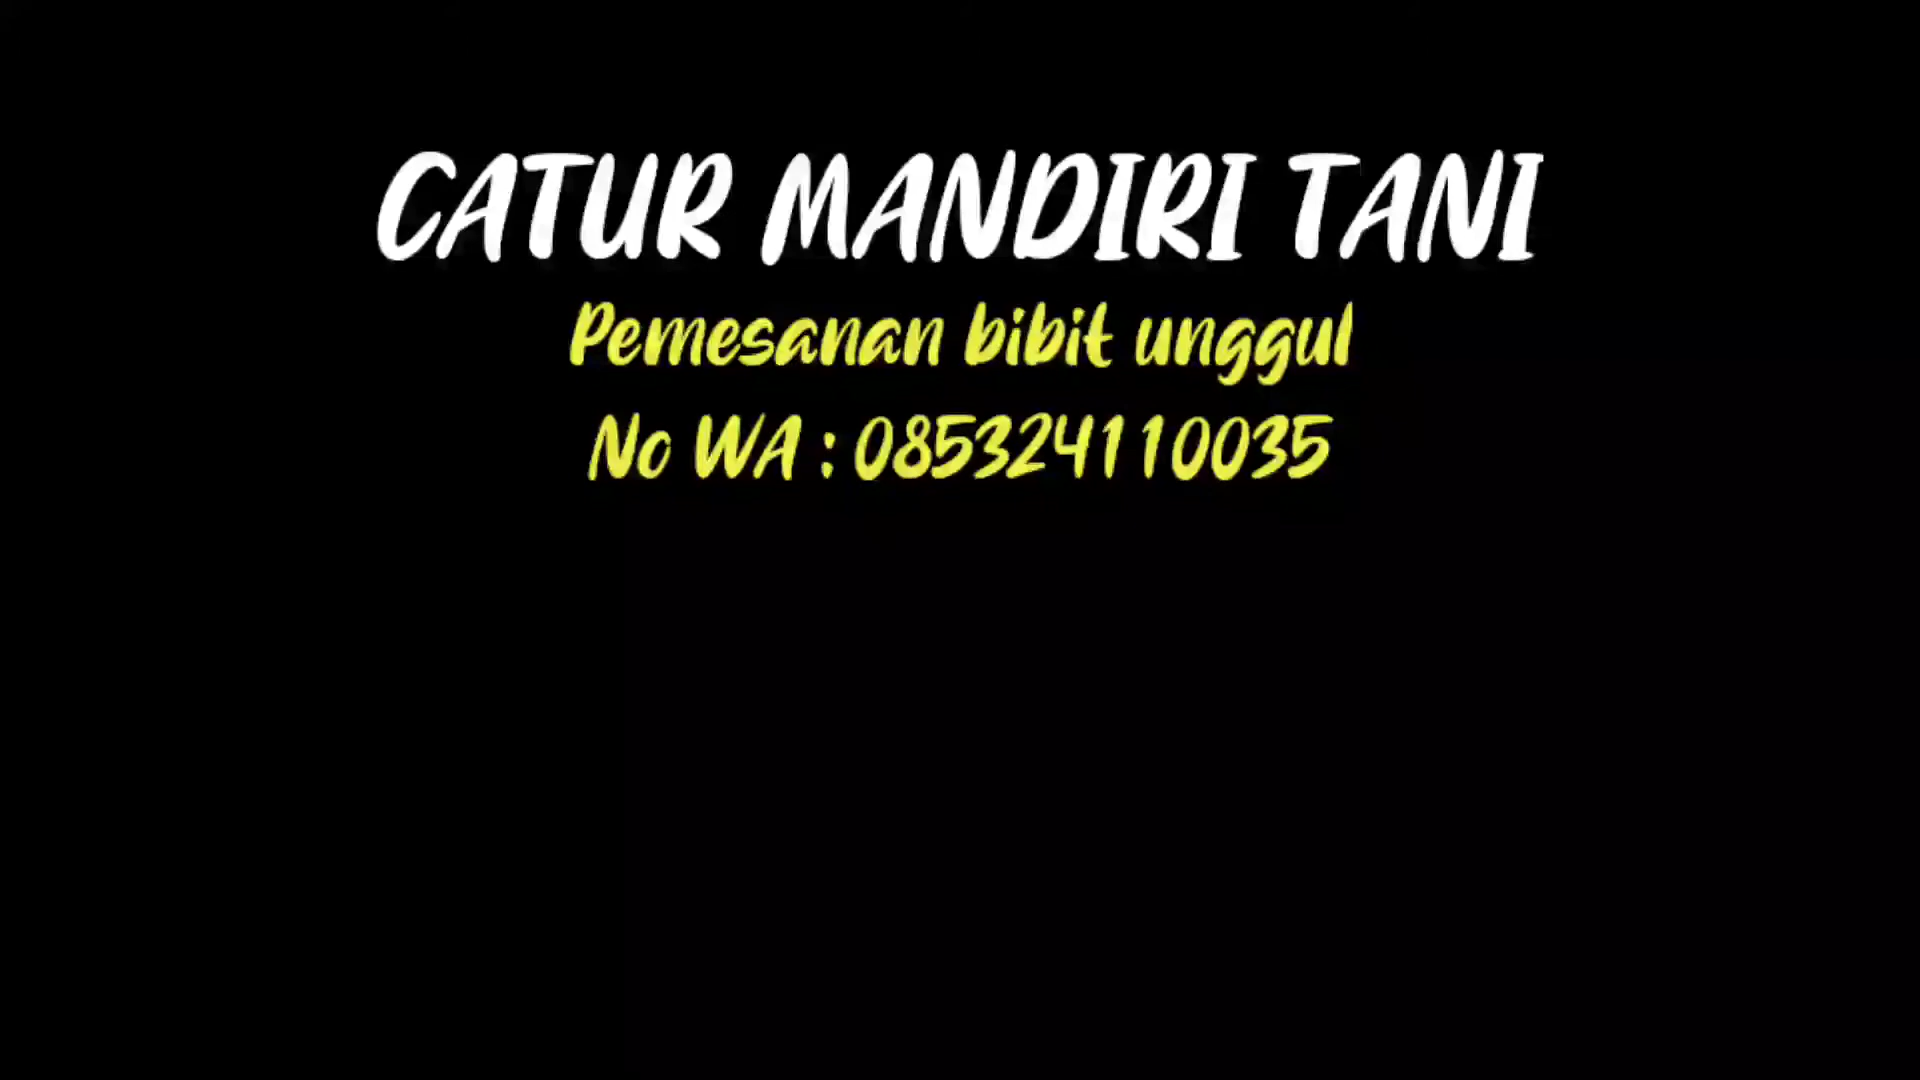 CATUR MANDIRI TANI
Pemesanan bibit unggul
No WA : 085324110035